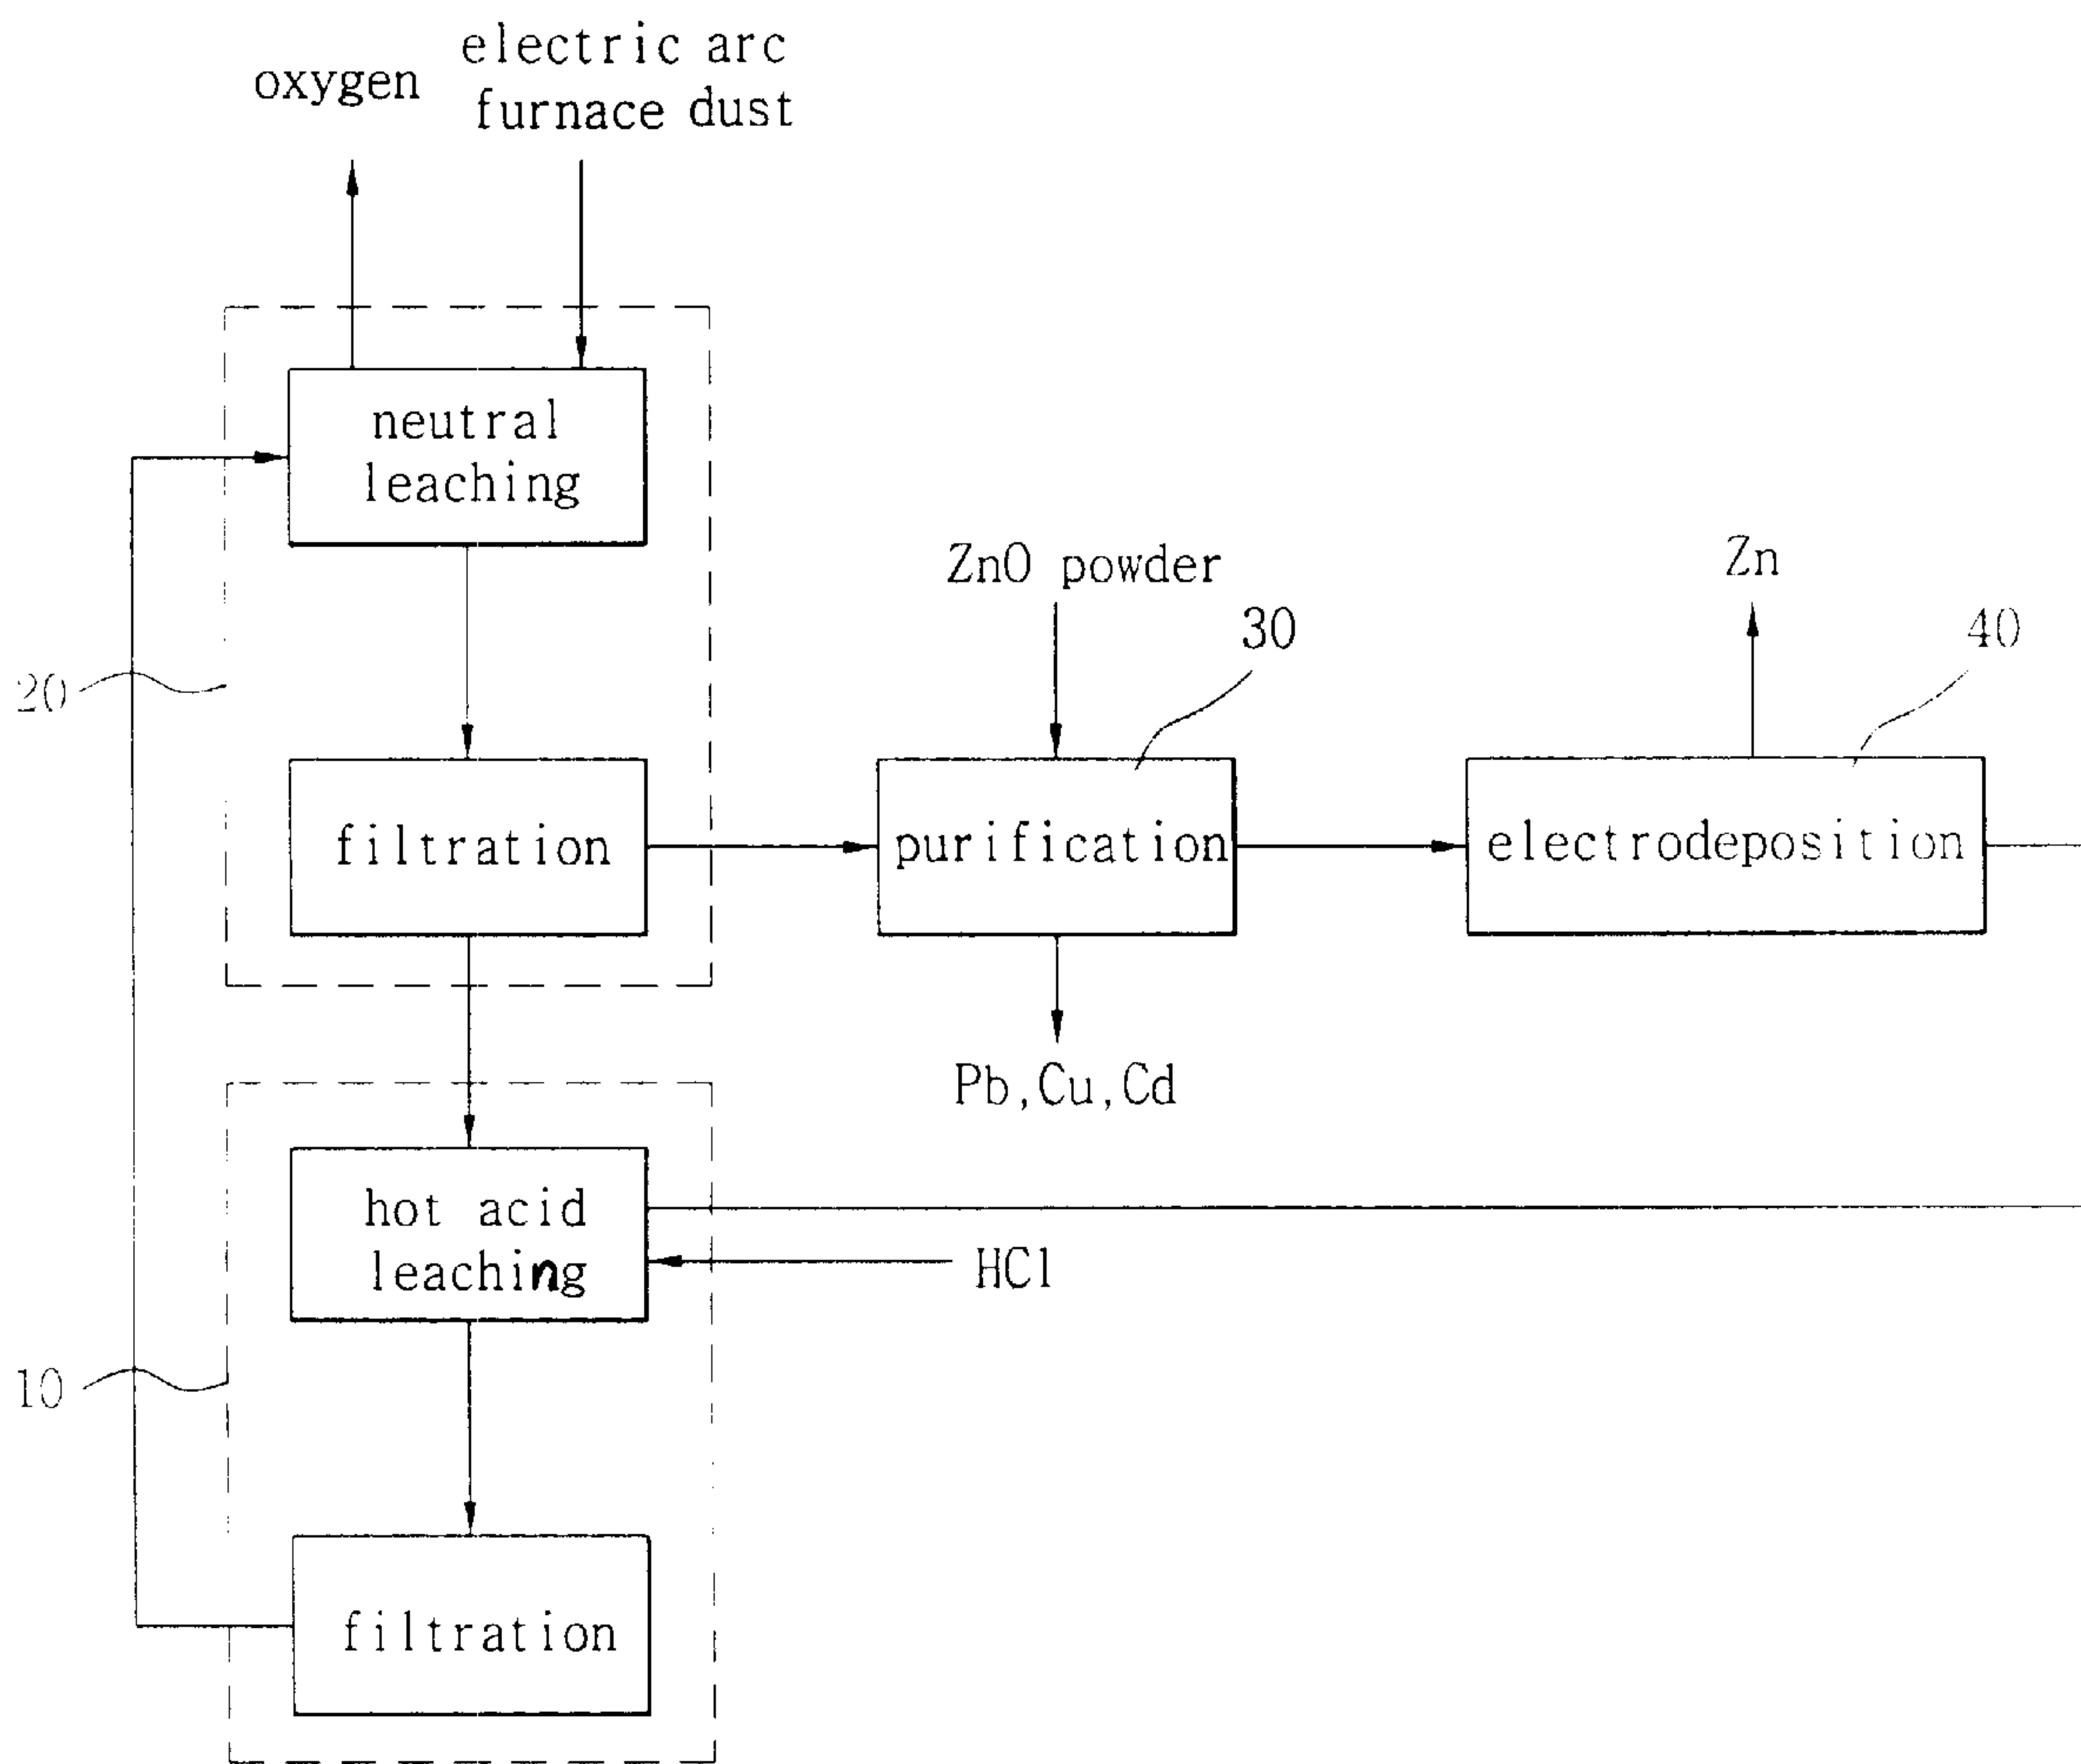 electric arc
oxygen
furnace dust
neutral
leaching
ZnO powder
Zn
30
40
20
filtration
purification
electrodeposition
Pb,Cu,Cd
hot acid
leaching
HCl
10
filtration